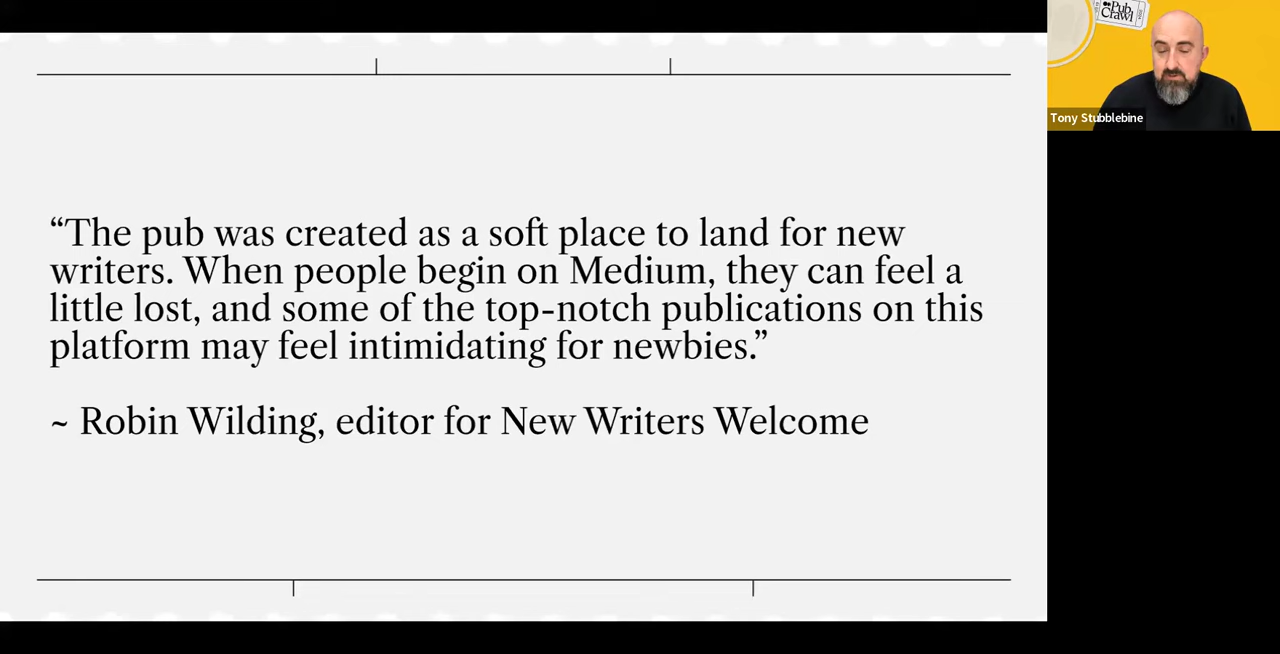 “The pub was created as a soft place to land for new
writers. When people begin on Medium, they can feel a
little lost, and some of the top-notch publications on this
platform may feel intimidating for newbies.”
~ Robin Wilding, editor for New Writers Welcome
Pub
Crawl
Tony Stubblebine